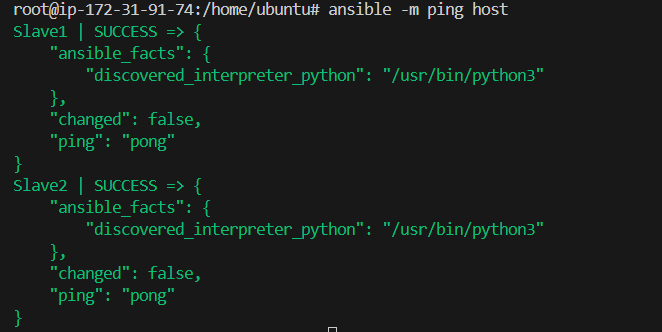 root@ip-172-31-91-74:/home/ubuntu# ansible -m ping host
Slave1 | SUCCESS => {
    "ansible_facts": {
        "discovered_interpreter_python": "/usr/bin/python3"
    },
    "changed": false,
    "ping": "pong"
}
Slave2 | SUCCESS => {
    "ansible_facts": {
        "discovered_interpreter_python": "/usr/bin/python3"
    },
    "changed": false,
    "ping": "pong"
}